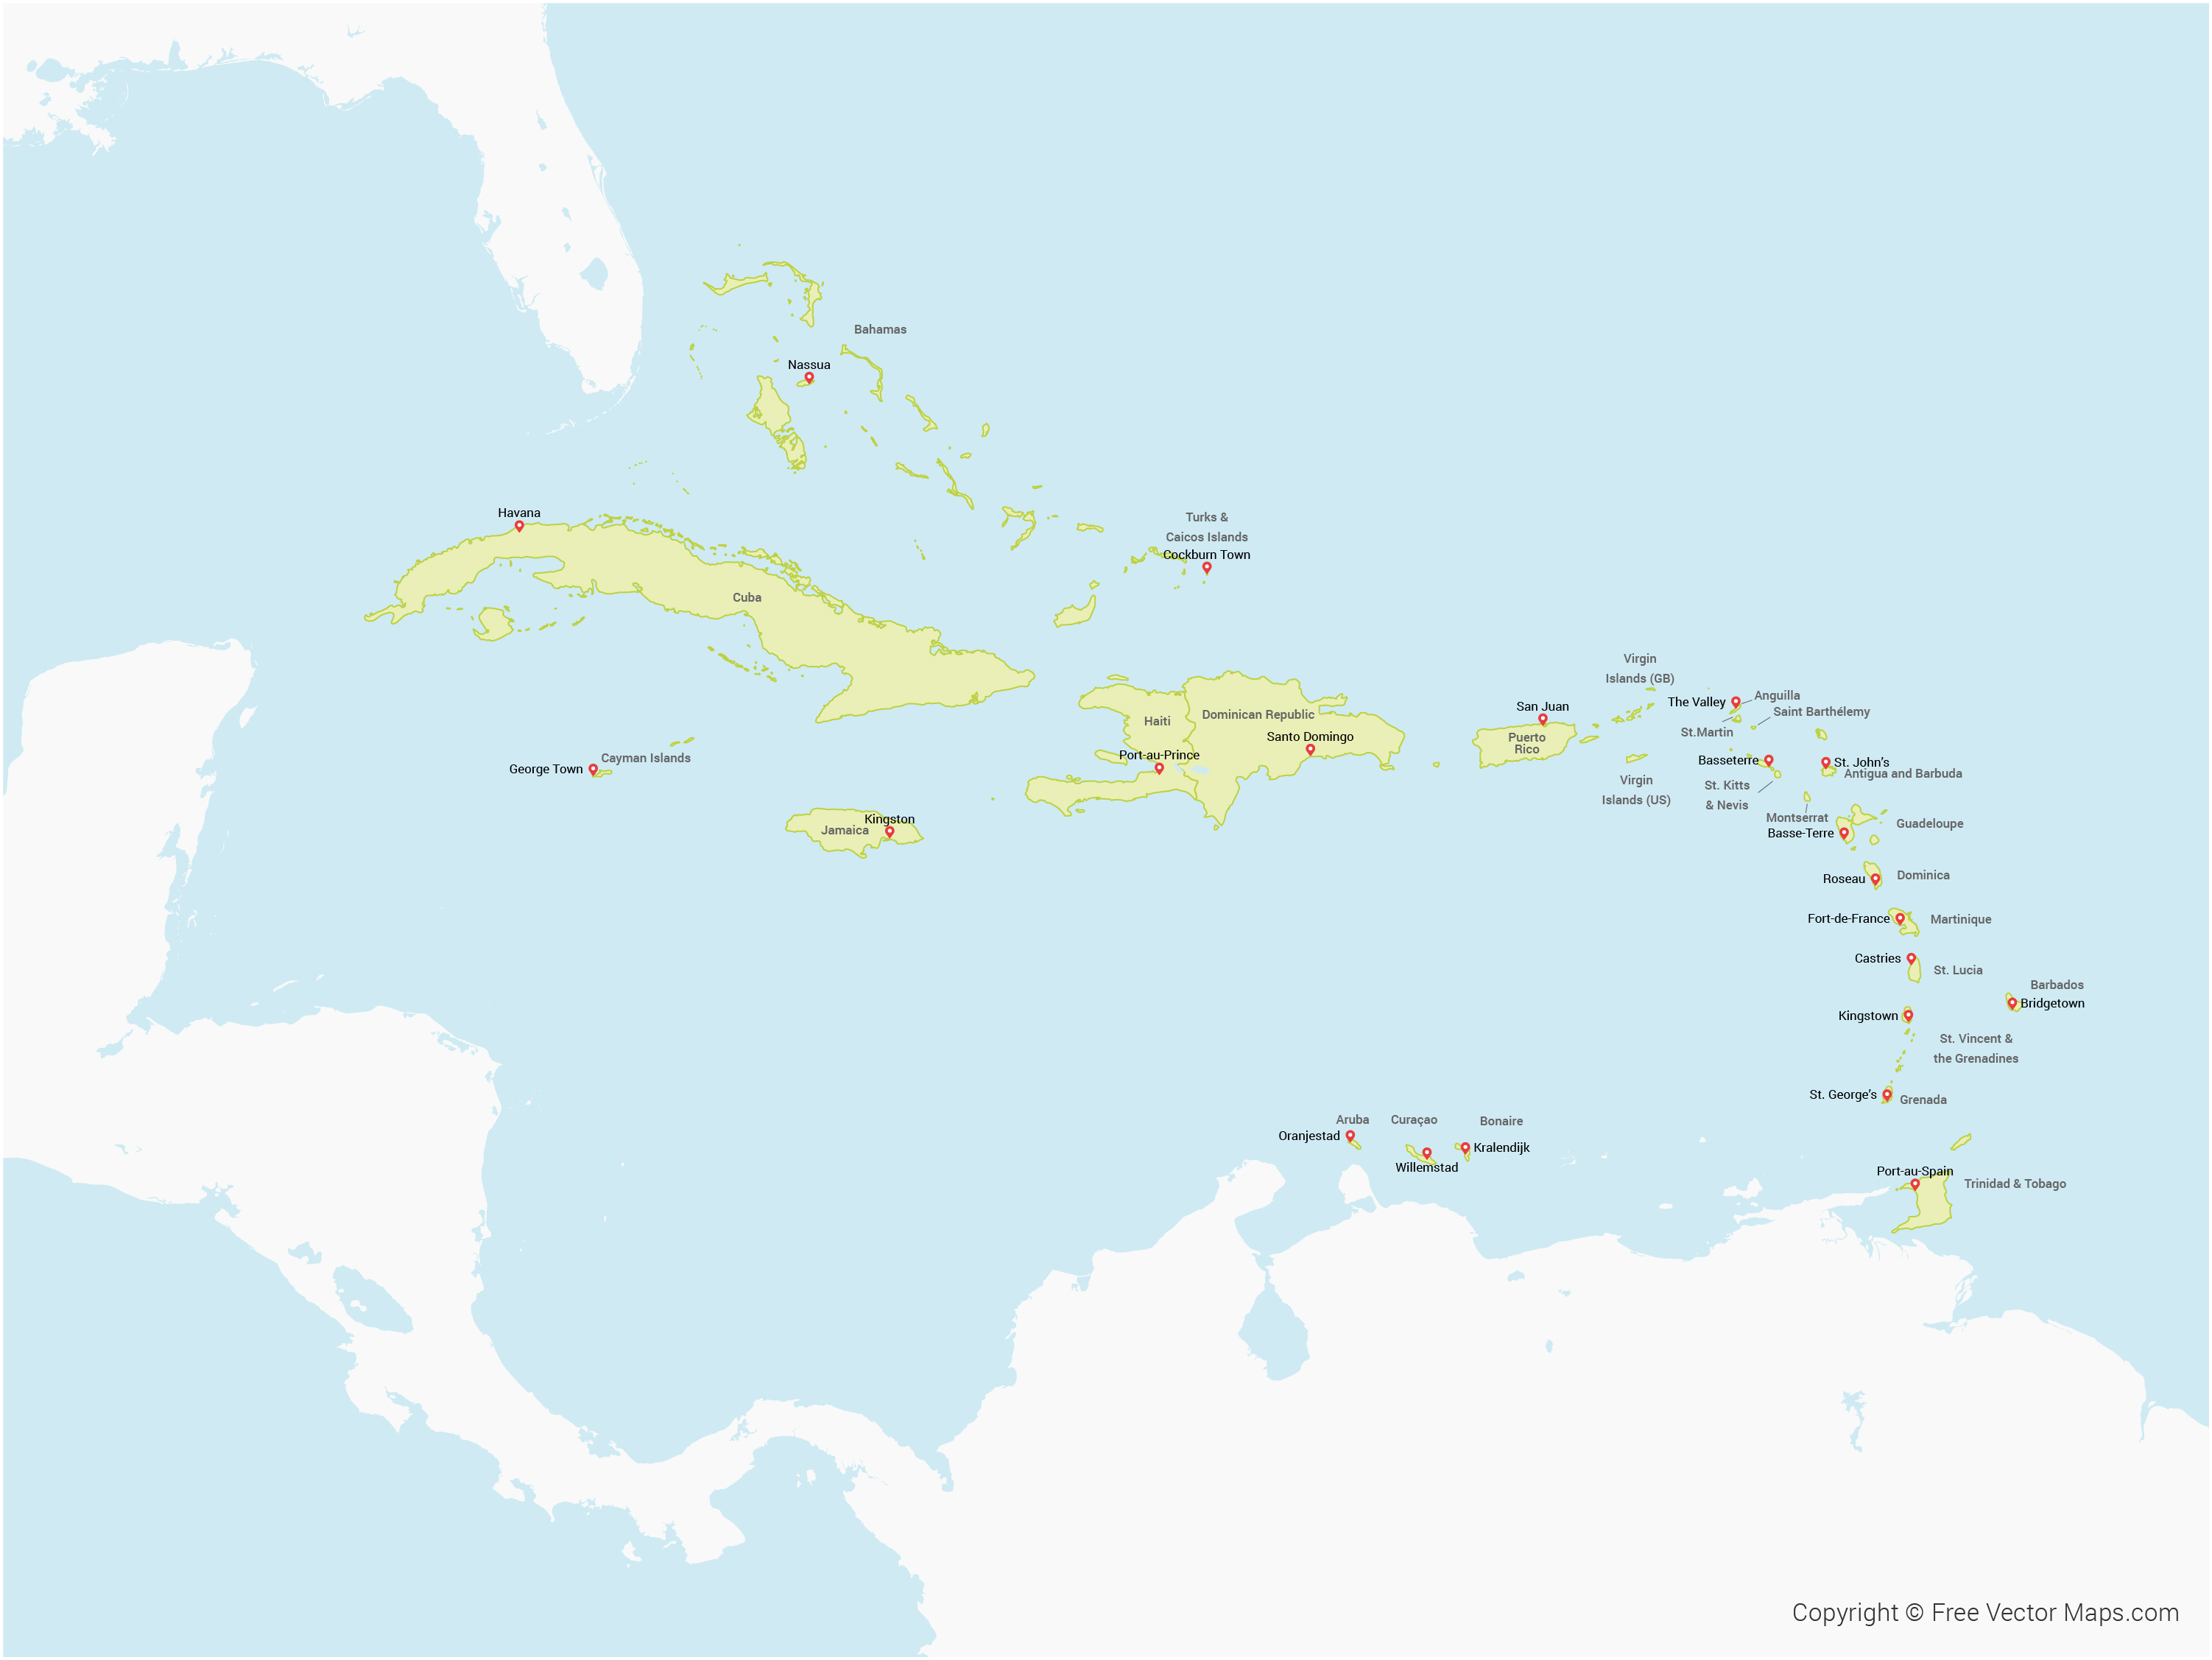 Bahamas
Nassua
Havana
Turks &
Caicos Islands
Cockburn Town
Cuba
Virgin
Islands (GB)
The Valley
Anguilla
Saint Barthélemy
St.Martin
San Juan
Haiti
Dominican Republic
Santo Domingo
Puerto
Rico
Port-au-Prince
Cayman Islands
George Town
Basseterre
St. John's
Antigua and Barbuda
Virgin
Islands (US)
St. Kitts
& Nevis
Montserrat
Kingston
Jamaica
Guadeloupe
Basse-Terre
Roseau
Dominica
Fort-de-France
Martinique
Castries
St. Lucia
Barbados
Bridgetown
Kingstown
St. Vincent &
the Grenadines
St. George's
Grenada
Aruba
Curaçao
Bonaire
Oranjestad
Kralendijk
Willemstad
Port-au-Spain
Trinidad & Tobago
Copyright © Free Vector Maps.com